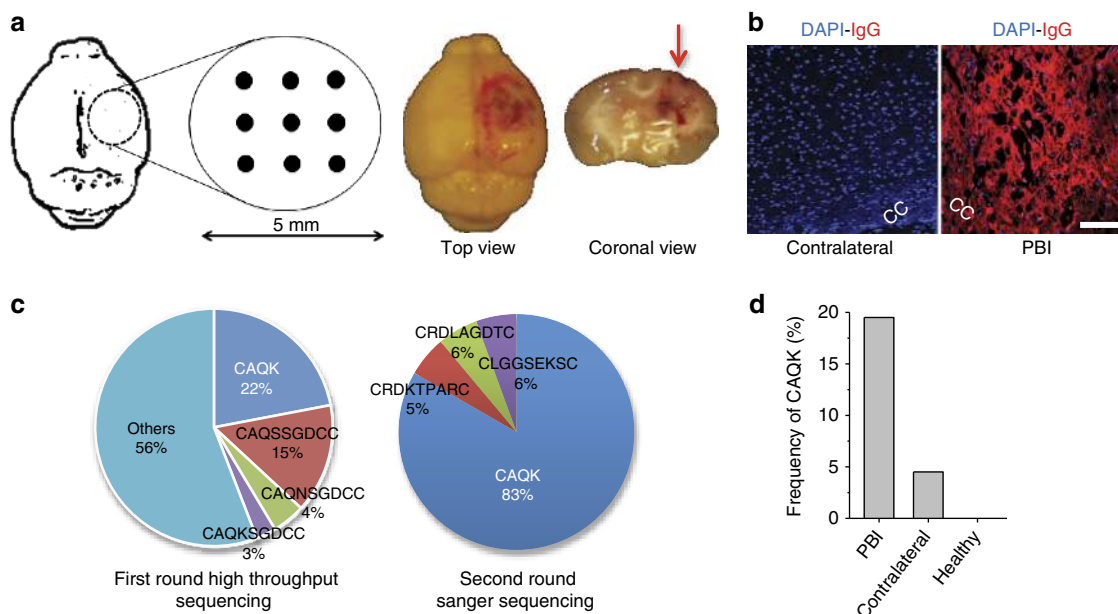 a
5 mm
Top view
Coronal view
b
DAPI-IgG
DAPI-IgG
CC
CC
Contralateral
PBI
c
CAQK
22%
CAQSSGDCC
15%
CAQNSGDCC
4%
CAQKSGDCC
3%
Others
56%
First round high throughput
sequencing
CRDLAGDTC
6%
CLGGSEKSC
6%
CRDKTPARC
5%
CAQK
83%
Second round
sanger sequencing
d
Frequency of CAQK (%)
20
15
10
5
0
PBI
Contralateral
Healthy